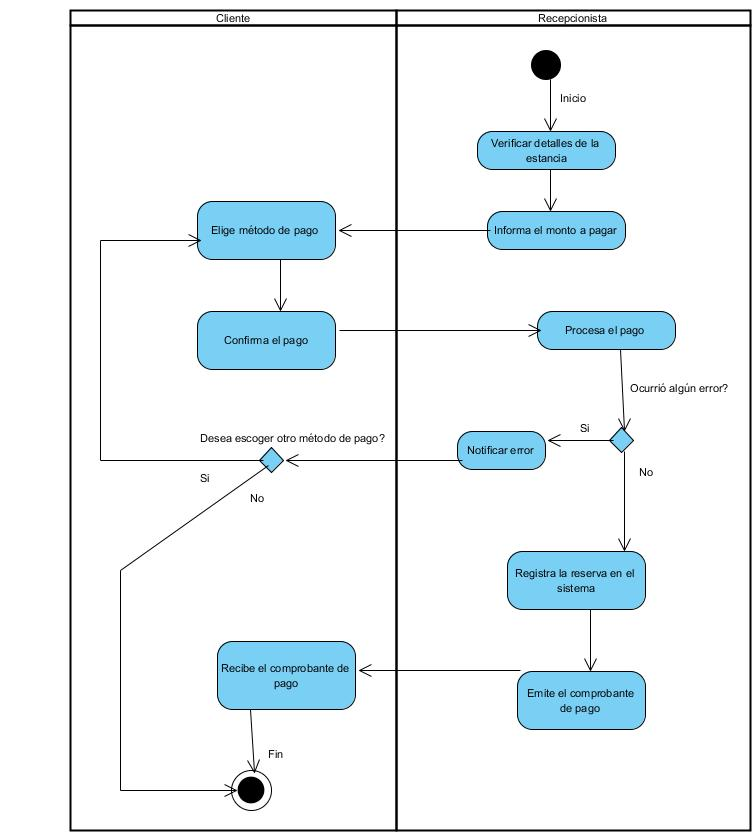 Cliente
Recepcionista
Inicio
Verificar detalles de la
estancia
Elige método de pago
Informa el monto a pagar
Confirma el pago
Procesa el pago
Ocurrió algún error?
Desea escoger otro método de pago?
Si
Notificar error
Si
No
No
Registra la reserva en el
sistema
Recibe el comprobante de
pago
Emite el comprobante
de pago
Fin